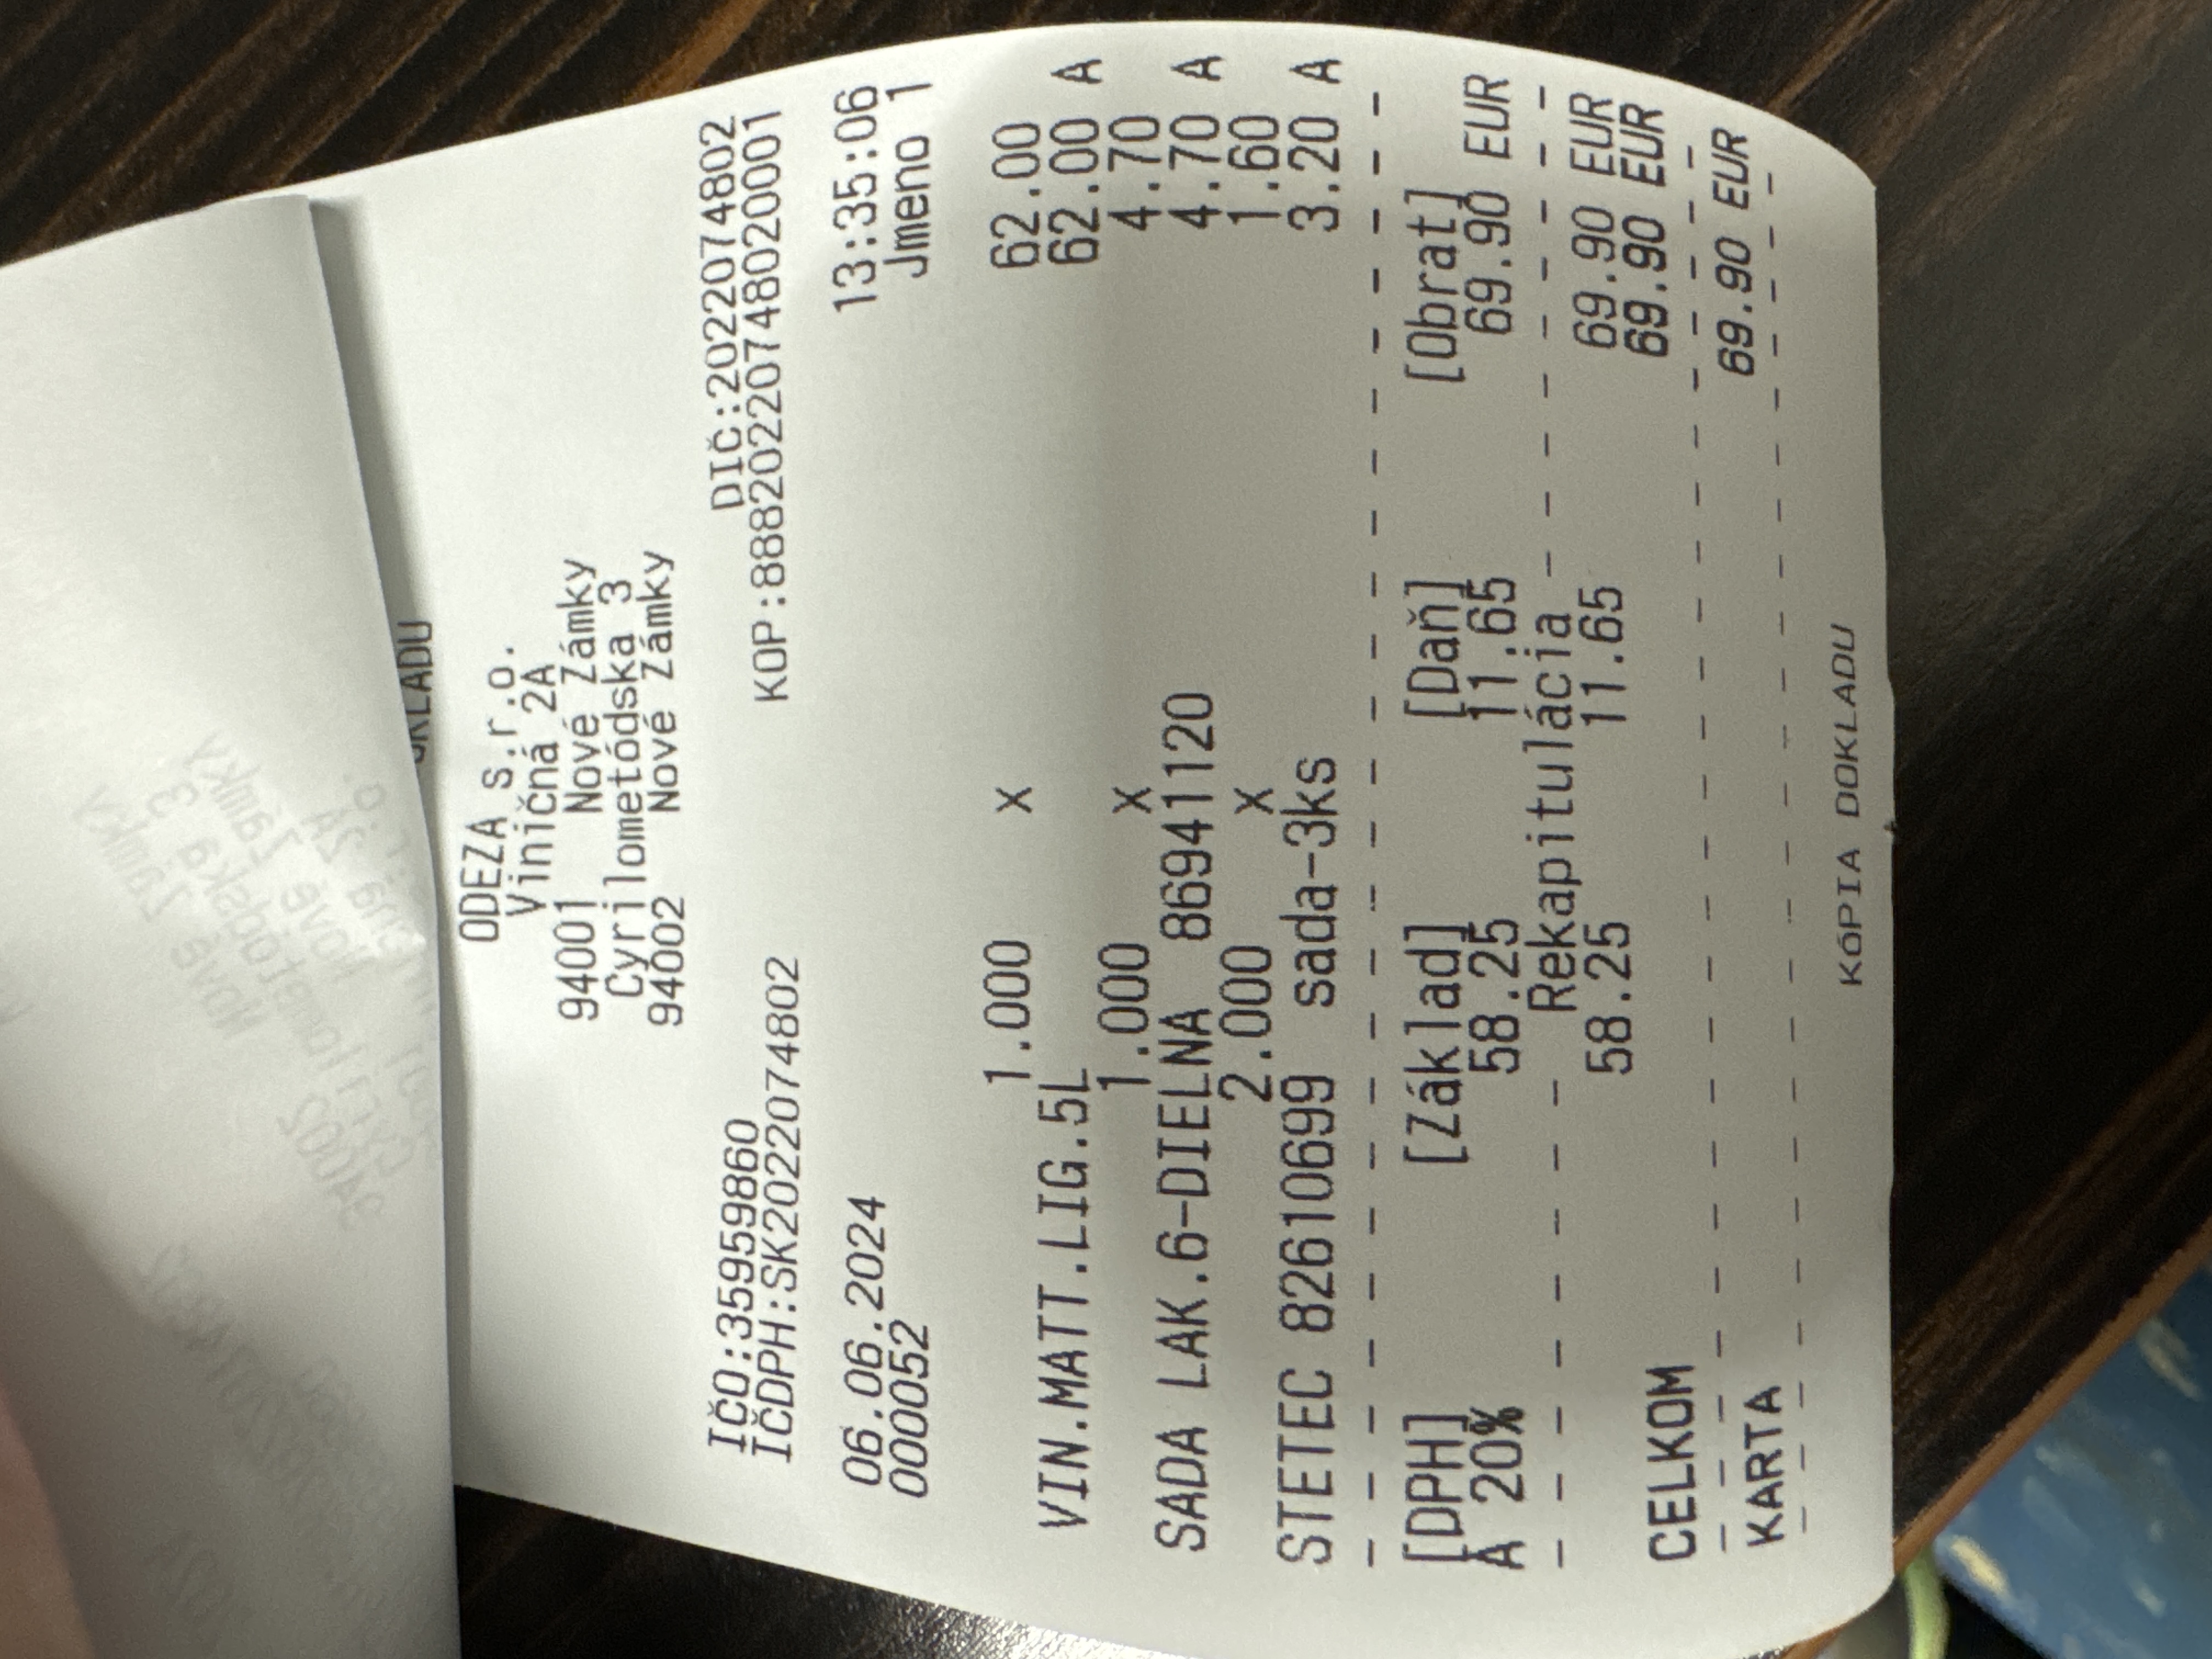 ODEZA s.r.o.
Viničná 2A
94001 Nové Zámky
Cyrilometódska 3
94002 Nové Zámky
IČO:35959860 DIČ:2022074802
IČDPH:SK2022074802 KOP:88820220748020001
06.06.2024 13:35:06
000052 Jmeno 1
1.000 X 62.00
VIN.MATT.LIG.5L 62.00 A
1.000 X 4.70
SADA LAK.6-DIELNA 86941120 4.70 A
2.000 X 1.60
STETEC 82610699 sada-3ks 3.20 A
[DPH] [Základ] [Daň] [Obrat]
A 20% 58.25 11.65 69.90 EUR
Rekapitulácia
58.25 11.65 69.90 EUR
CELKOM 69.90 EUR
KARTA 69.90 EUR
KÓPIA DOKLADU